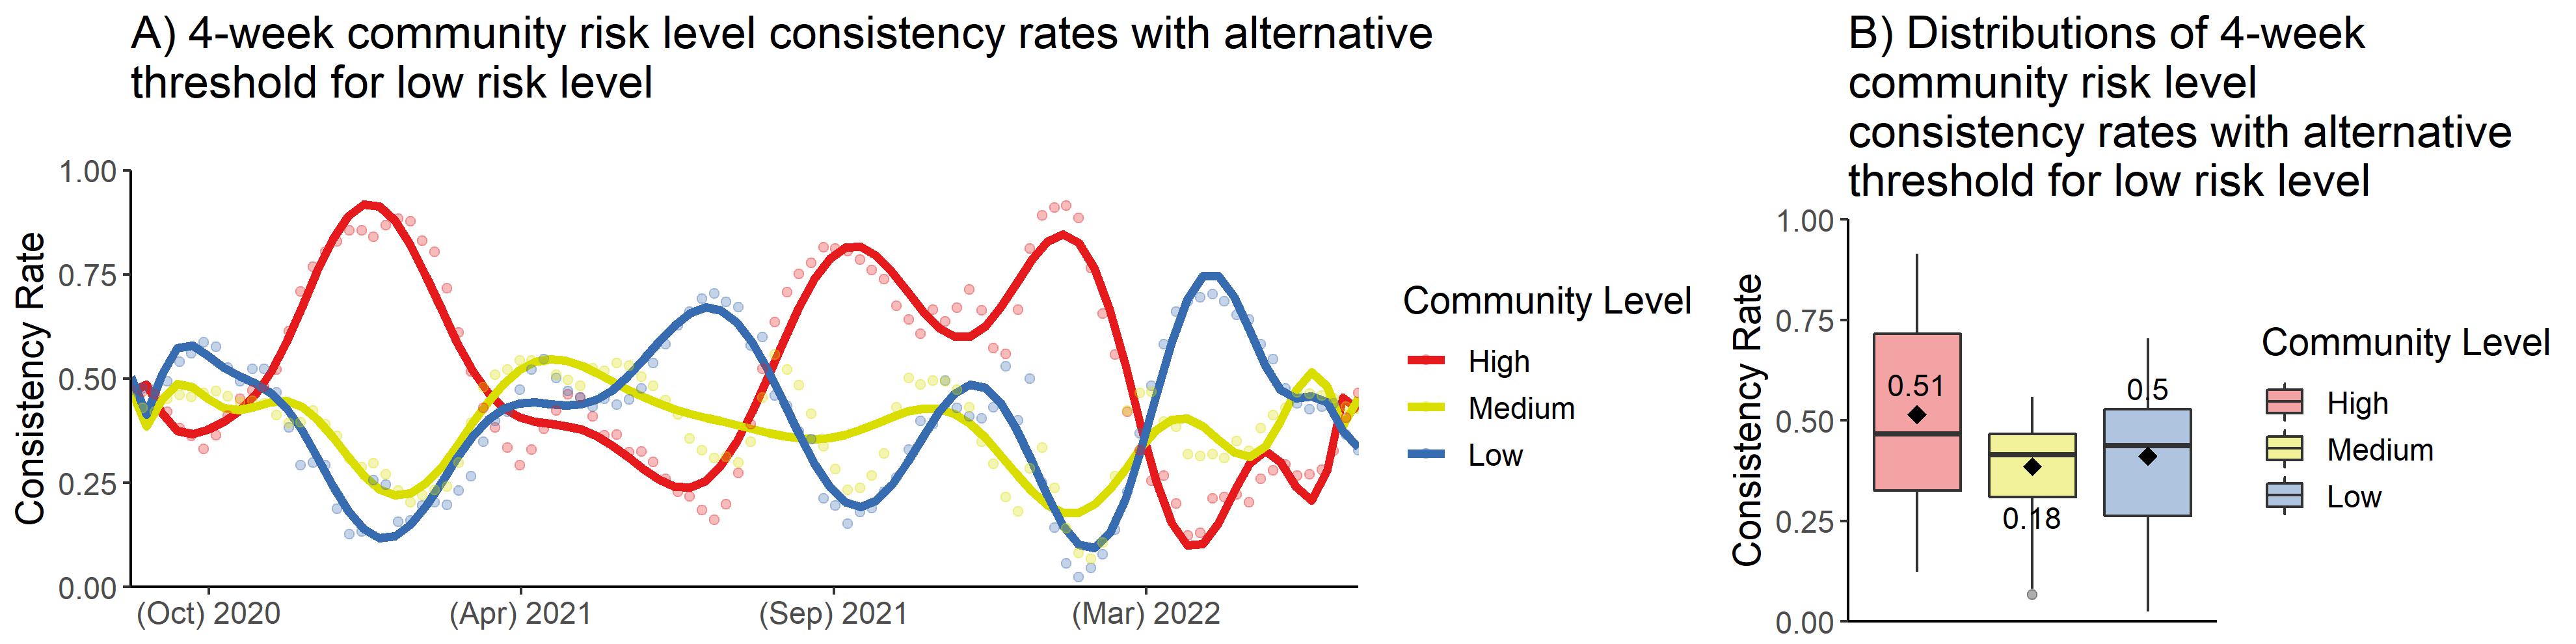 A) 4-week community risk level consistency rates with alternative
threshold for low risk level
1.00
0.75
0.50
0.25
0.00
Consistency Rate
(Oct) 2020
(Apr) 2021
(Sep) 2021
(Mar) 2022
Community Level
High
Medium
Low
B) Distributions of 4-week
community risk level
consistency rates with alternative
threshold for low risk level
1.00
0.75
0.50
0.25
0.00
Consistency Rate
0.51
0.18
0.5
Community Level
High
Medium
Low